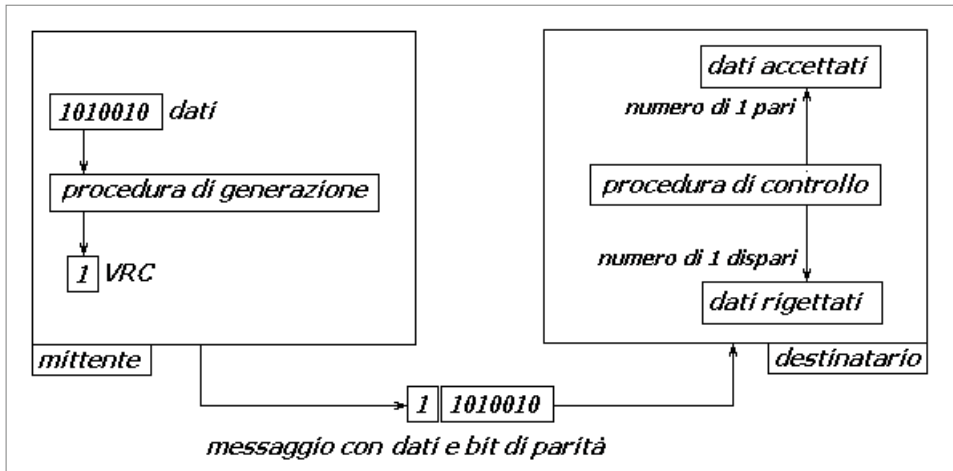 1010010 dati
procedura di generazione
1 VRC
mittente
dati accettati
numero di 1 pari
procedura di controllo
numero di 1 dispari
dati rigettati
destinatario
1 1010010
messaggio con dati e bit di parità